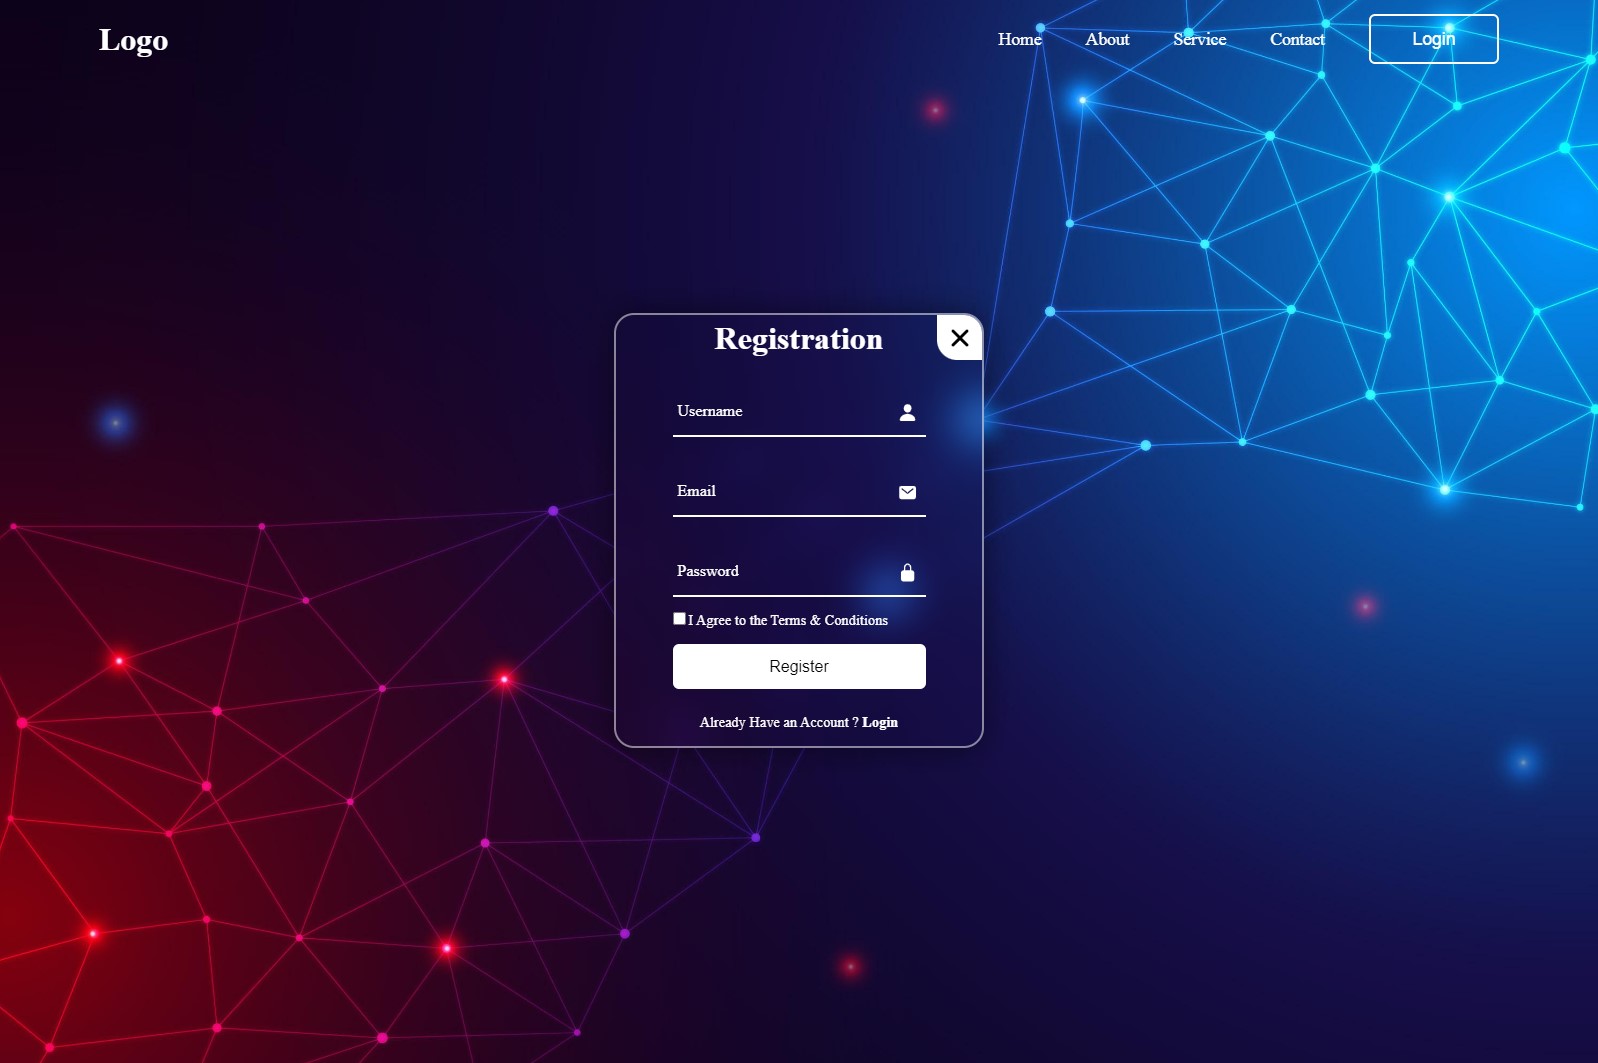 Logo
Home About Service Contact Login
Registration
Username
Email
Password
I Agree to the Terms & Conditions
Register
Already Have an Account ? Login